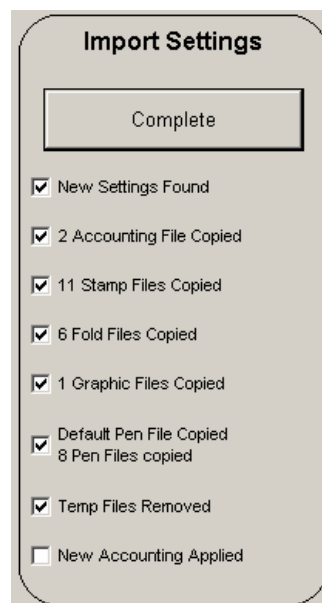 Import Settings
Complete
New Settings Found
2 Accounting File Copied
11 Stamp Files Copied
6 Fold Files Copied
1 Graphic Files Copied
Default Pen File Copied
8 Pen Files copied
Temp Files Removed
New Accounting Applied